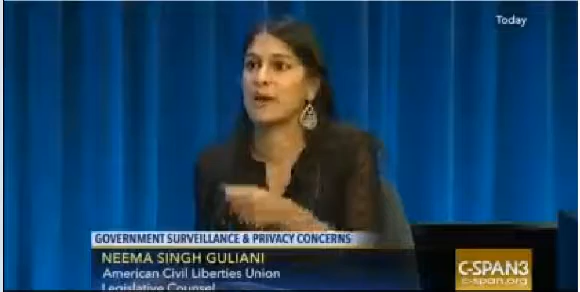 Today
GOVERNMENT SURVEILLANCE & PRIVACY CONCERNS
NEEMA SINGH GULIANI
American Civil Liberties Union
Legislative Counsel
C-SPAN3
c-span.org